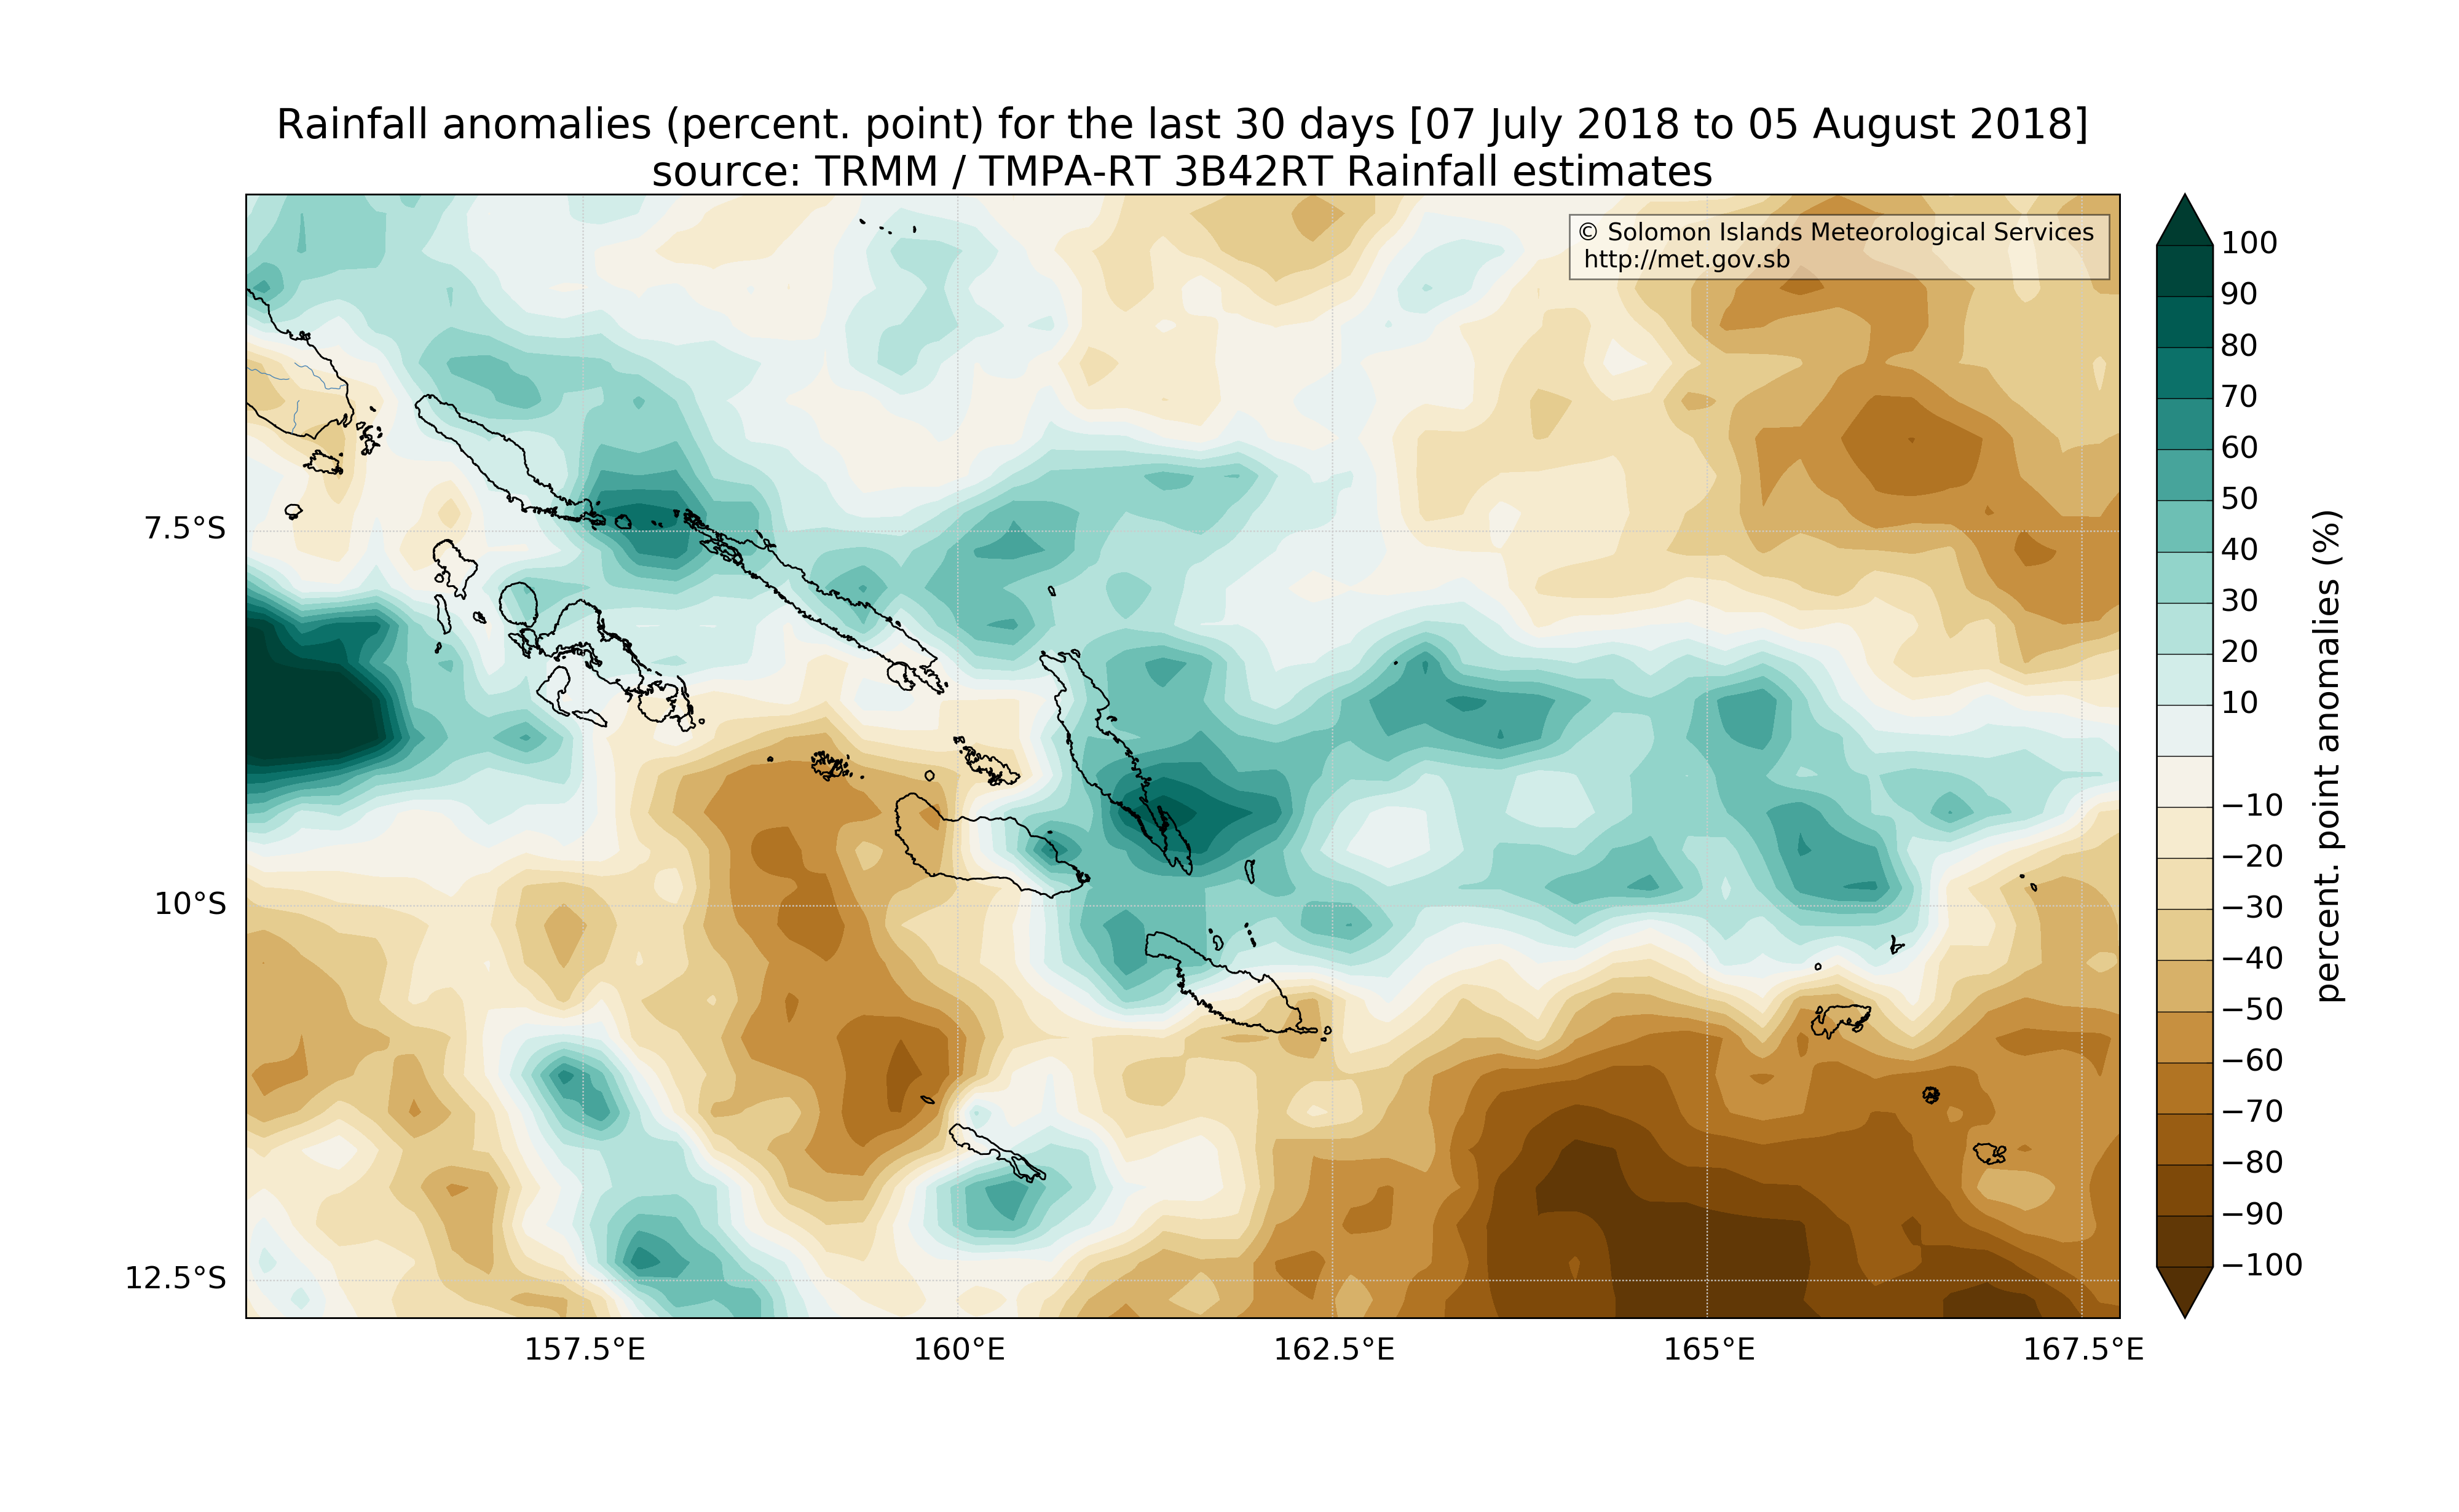 Rainfall anomalies (percent. point) for the last 30 days [07 July 2018 to 05 August 2018]
source: TRMM / TMPA-RT 3B42RT Rainfall estimates
© Solomon Islands Meteorological Services
http://met.gov.sb
7.5°S
10°S
12.5°S
157.5°E
160°E
162.5°E
165°E
167.5°E
100
90
80
70
60
50
40
30
20
10
−10
−20
−30
−40
−50
−60
−70
−80
−90
−100
percent. point anomalies (%)